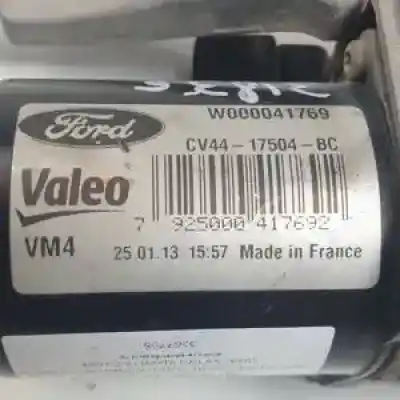 W000041769
Ford
CV44-17504-BC
Valeo
7 925000 417692
VM4 25.01.13 15:57 Made in France